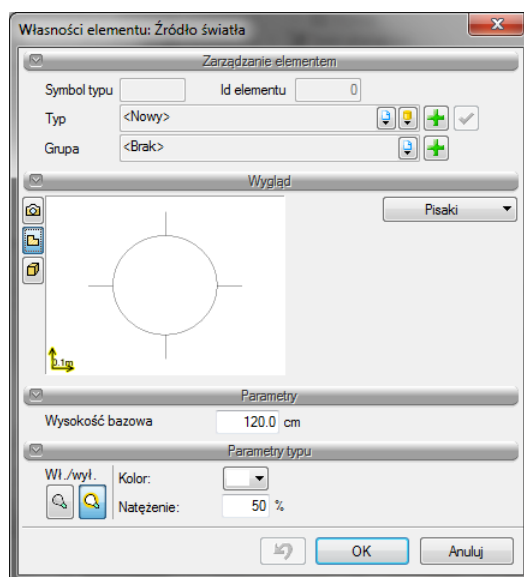 Własności elementu: Źródło światła
Zarządzanie elementem
Symbol typu Id elementu 0
Typ <Nowy>
Grupa <Brak>
Wygląd
Pisaki
0.1m
Parametry
Wysokość bazowa 120.0 cm
Parametry typu
Wł./wył. Kolor:
Natężenie: 50 %
OK Anuluj